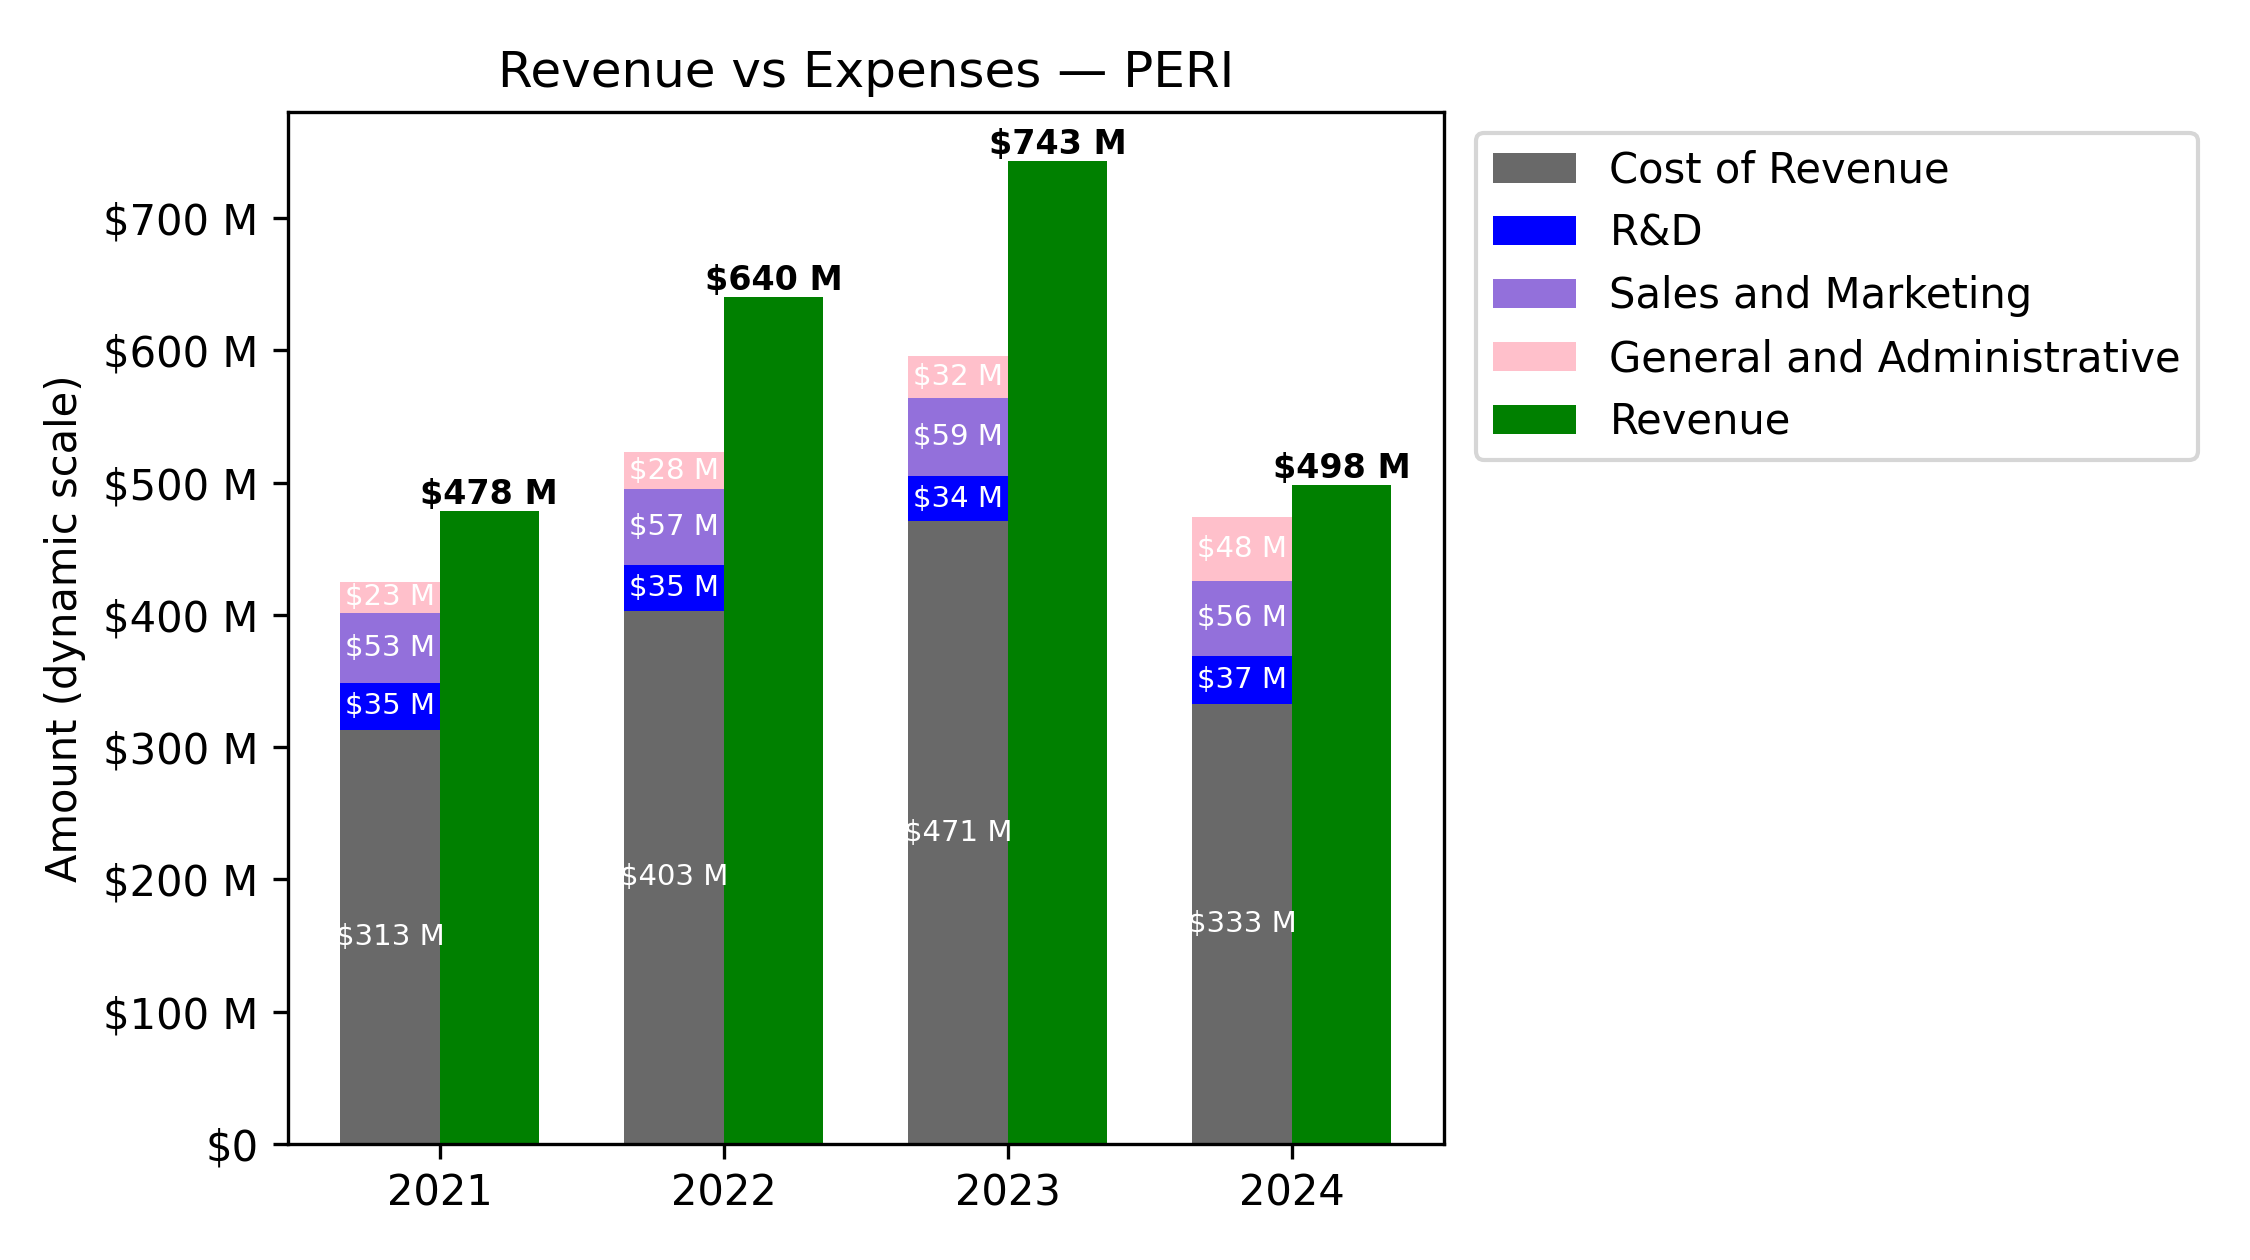 Revenue vs Expenses — PERI
Amount (dynamic scale)
$700 M
$600 M
$500 M
$400 M
$300 M
$200 M
$100 M
$0
$478 M
$23 M
$53 M
$35 M
$313 M
$640 M
$28 M
$57 M
$35 M
$403 M
$743 M
$32 M
$59 M
$34 M
$471 M
$498 M
$48 M
$56 M
$37 M
$333 M
2021
2022
2023
2024
Cost of Revenue
R&D
Sales and Marketing
General and Administrative
Revenue